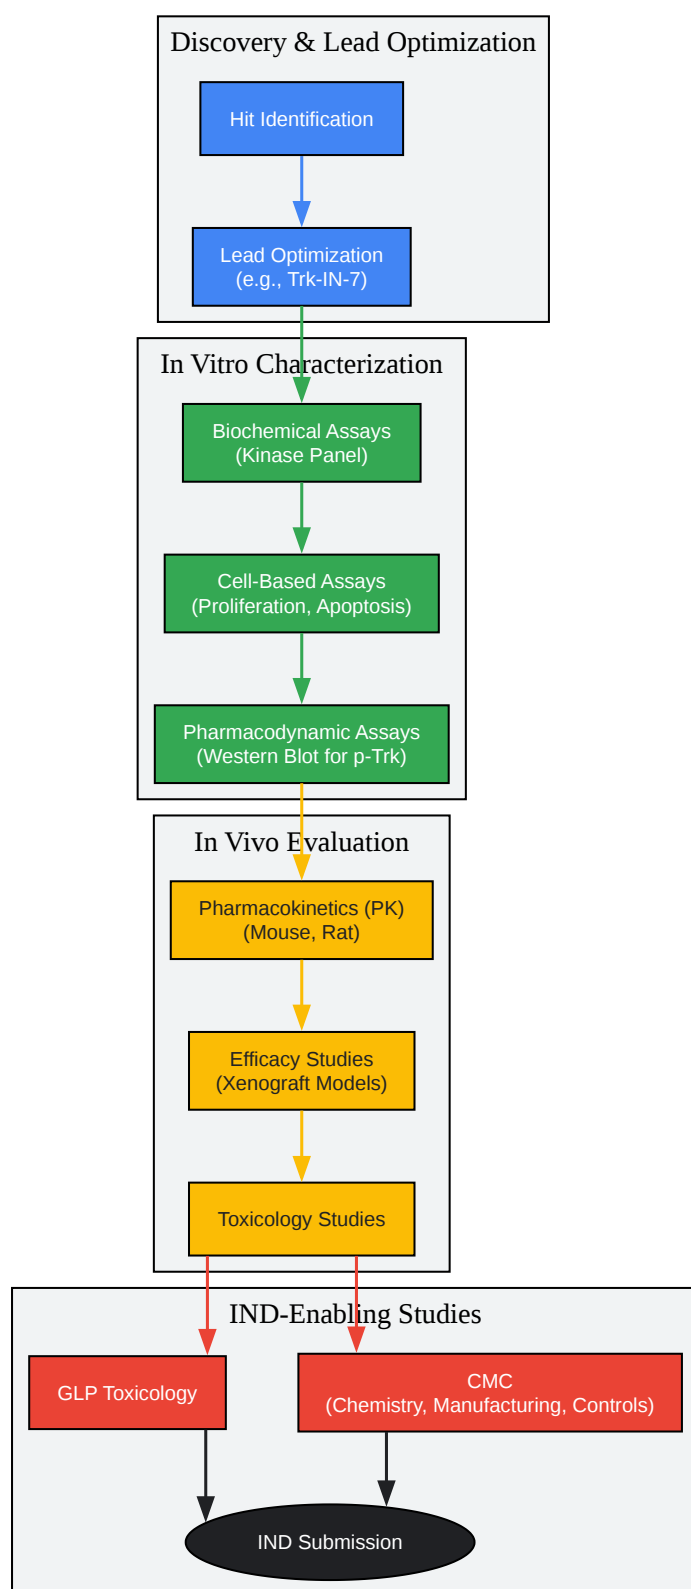 Discovery & Lead Optimization
Hit Identification
Lead Optimization
(e.g., Trk-IN-7)
In Vitro Characterization
Biochemical Assays
(Kinase Panel)
Cell-Based Assays
(Proliferation, Apoptosis)
Pharmacodynamic Assays
(Western Blot for p-Trk)
In Vivo Evaluation
Pharmacokinetics (PK)
(Mouse, Rat)
Efficacy Studies
(Xenograft Models)
Toxicology Studies
IND-Enabling Studies
GLP Toxicology
CMC
(Chemistry, Manufacturing, Controls)
IND Submission